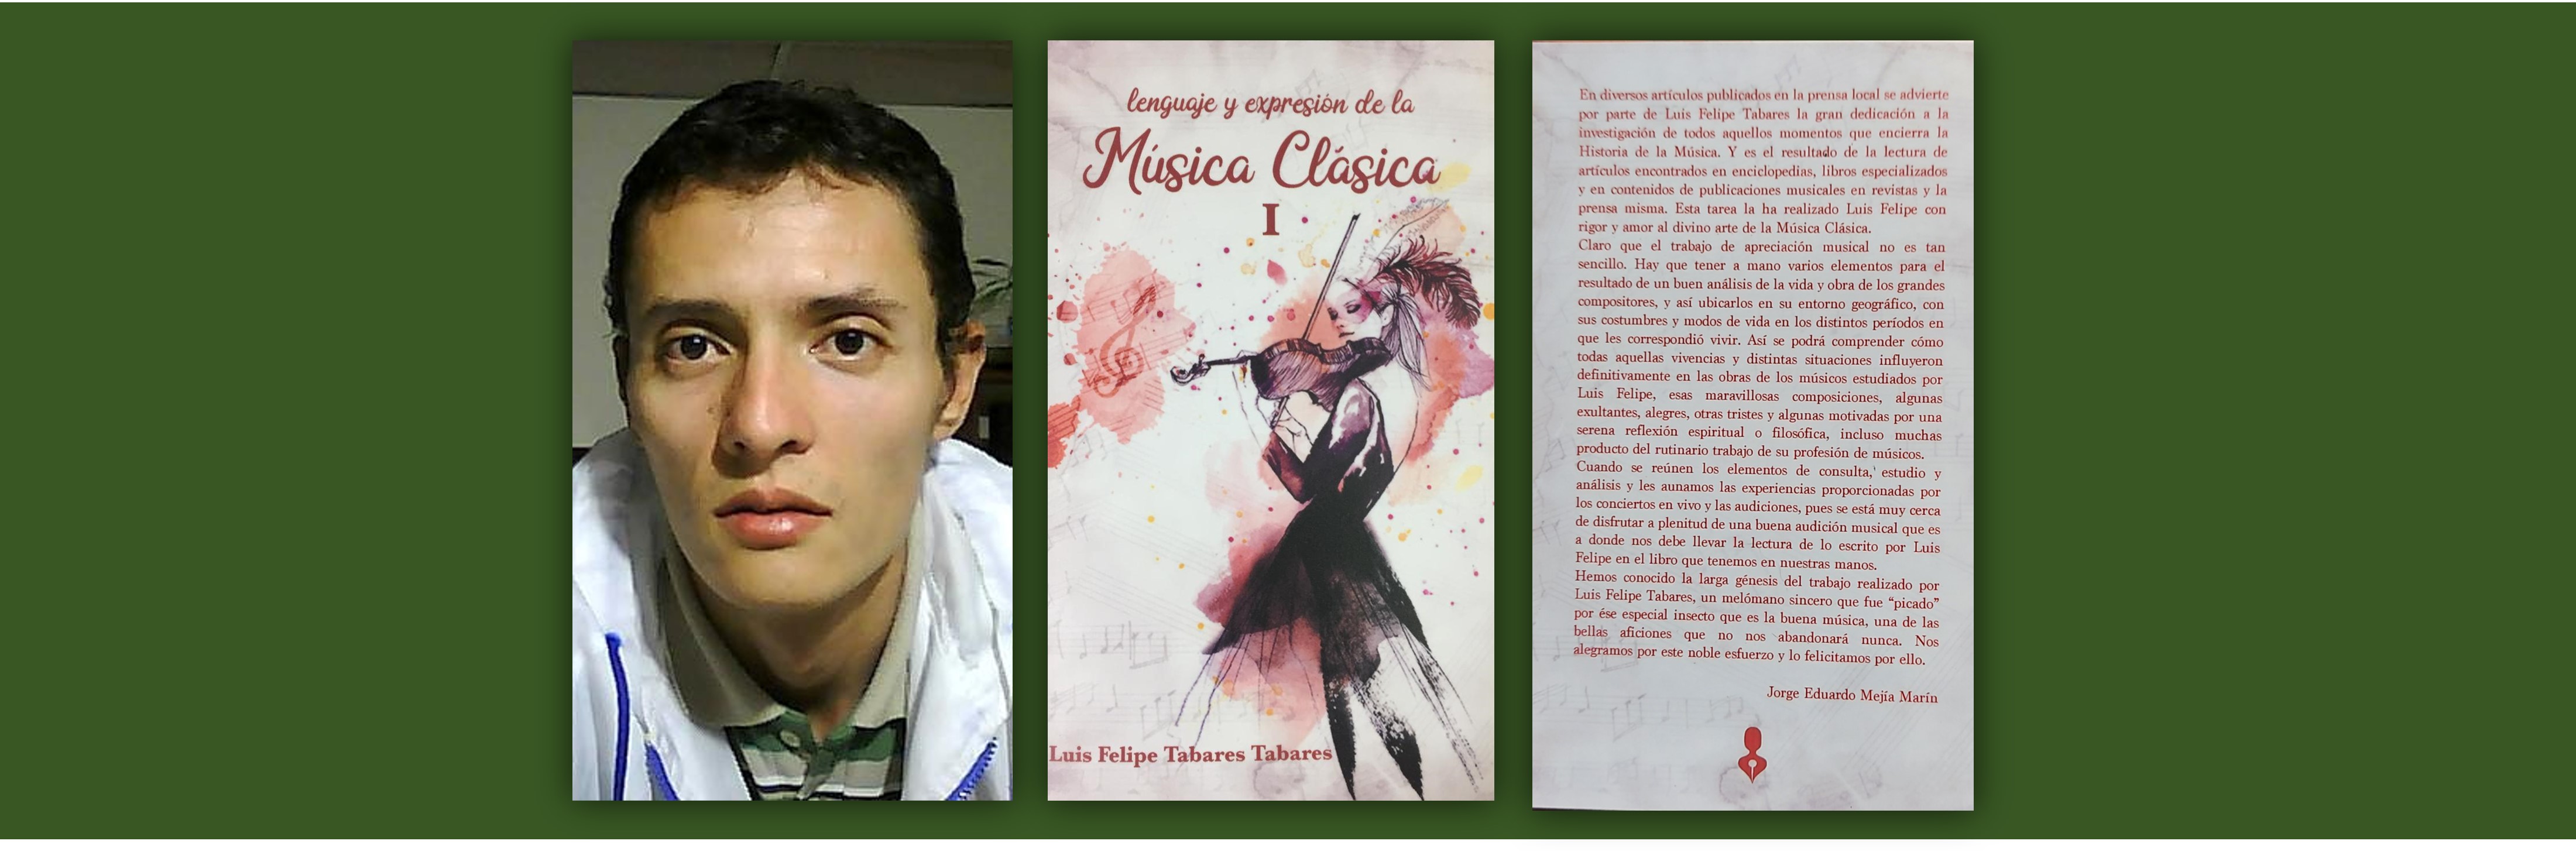 lenguaje y expresión de la
Música Clásica
I
Luis Felipe Tabares Tabares
En diversos artículos publicados en la prensa local se advierte
por parte de Luis Felipe Tabares la gran dedicación a la
investigación de todos aquellos momentos que encierra la
Historia de la Música. Y es el resultado de la lectura de
artículos encontrados en enciclopedias, libros especializados
y en contenidos de publicaciones musicales en revistas y la
prensa misma. Esta tarea la ha realizado Luis Felipe con
rigor y amor al divino arte de la Música Clásica.
Claro que el trabajo de apreciación musical no es tan
sencillo. Hay que tener a mano varios elementos para el
resultado de un buen análisis de la vida y obra de los grandes
compositores, y así ubicarlos en su entorno geográfico, con
sus costumbres y modos de vida en los distintos períodos en
que les correspondió vivir. Así se podrá comprender cómo
todas aquellas vivencias y distintas situaciones influyeron
definitivamente en las obras de los músicos estudiados por
Luis Felipe, esas maravillosas composiciones, algunas
exultantes, alegres, otras tristes y algunas motivadas por una
serena reflexión espiritual o filosófica, incluso muchas
producto del rutinario trabajo de su profesión de músicos.
Cuando se reúnen los elementos de consulta, estudio y
análisis y les aunamos las experiencias proporcionadas por
los conciertos en vivo y las audiciones, pues se está muy cerca
de disfrutar a plenitud de una buena audición musical que es
a donde nos debe llevar la lectura de lo escrito por Luis
Felipe en el libro que tenemos en nuestras manos.
Hemos conocido la larga génesis del trabajo realizado por
Luis Felipe Tabares, un melómano sincero que fue “picado”
por ése especial insecto que es la buena música, una de las
bellas aficiones que no nos abandonará nunca. Nos
alegramos por este noble esfuerzo y lo felicitamos por ello.
Jorge Eduardo Mejía Marín